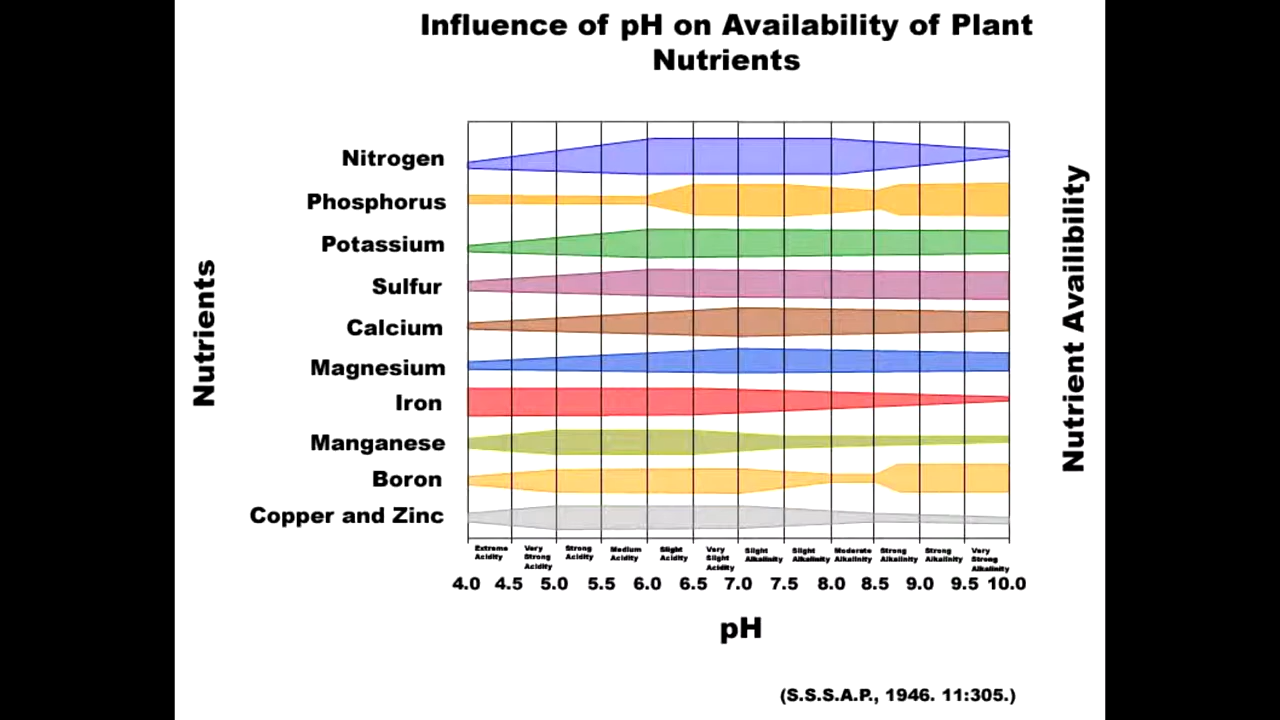 Influence of pH on Availability of Plant
Nutrients
Nutrients
Nitrogen
Phosphorus
Potassium
Sulfur
Calcium
Magnesium
Iron
Manganese
Boron
Copper and Zinc
Nutrient Availibility
Extreme
Acidity
Very
Strong
Acidity
Strong
Acidity
Medium
Acidity
Slight
Acidity
Very
Slight
Acidity
Slight
Alkalinity
Slight
Alkalinity
Moderate
Alkalinity
Strong
Alkalinity
Strong
Alkalinity
Very
Strong
Alkalinity
4.0 4.5 5.0 5.5 6.0 6.5 7.0 7.5 8.0 8.5 9.0 9.5 10.0
pH
(S.S.S.A.P., 1946. 11:305.)